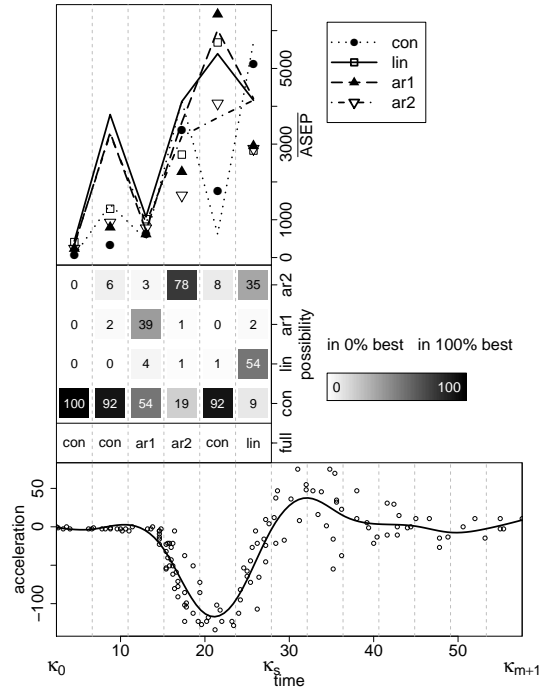 con
lin
ar1
ar2
0 1000 3000 5000
ASEP
0 6 3 78 8 35 ar2
0 2 39 1 0 2 ar1
0 0 4 1 1 54 lin
100 92 54 19 92 9 con
con con ar1 ar2 con lin full
possibility
in 0% best in 100% best
0 100
50
0
-100
acceleration
10 20 30 40 50
κ0 κs κm+1
time